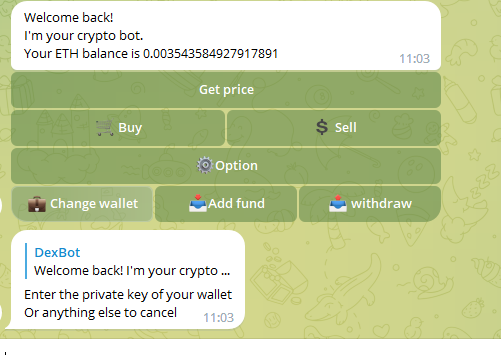 Welcome back!
I'm your crypto bot.
Your ETH balance is 0.003543584927917891
11:03
Get price
Buy
Sell
Option
Change wallet
Add fund
withdraw
DexBot
Welcome back! I'm your crypto ...
Enter the private key of your wallet
Or anything else to cancel
11:03